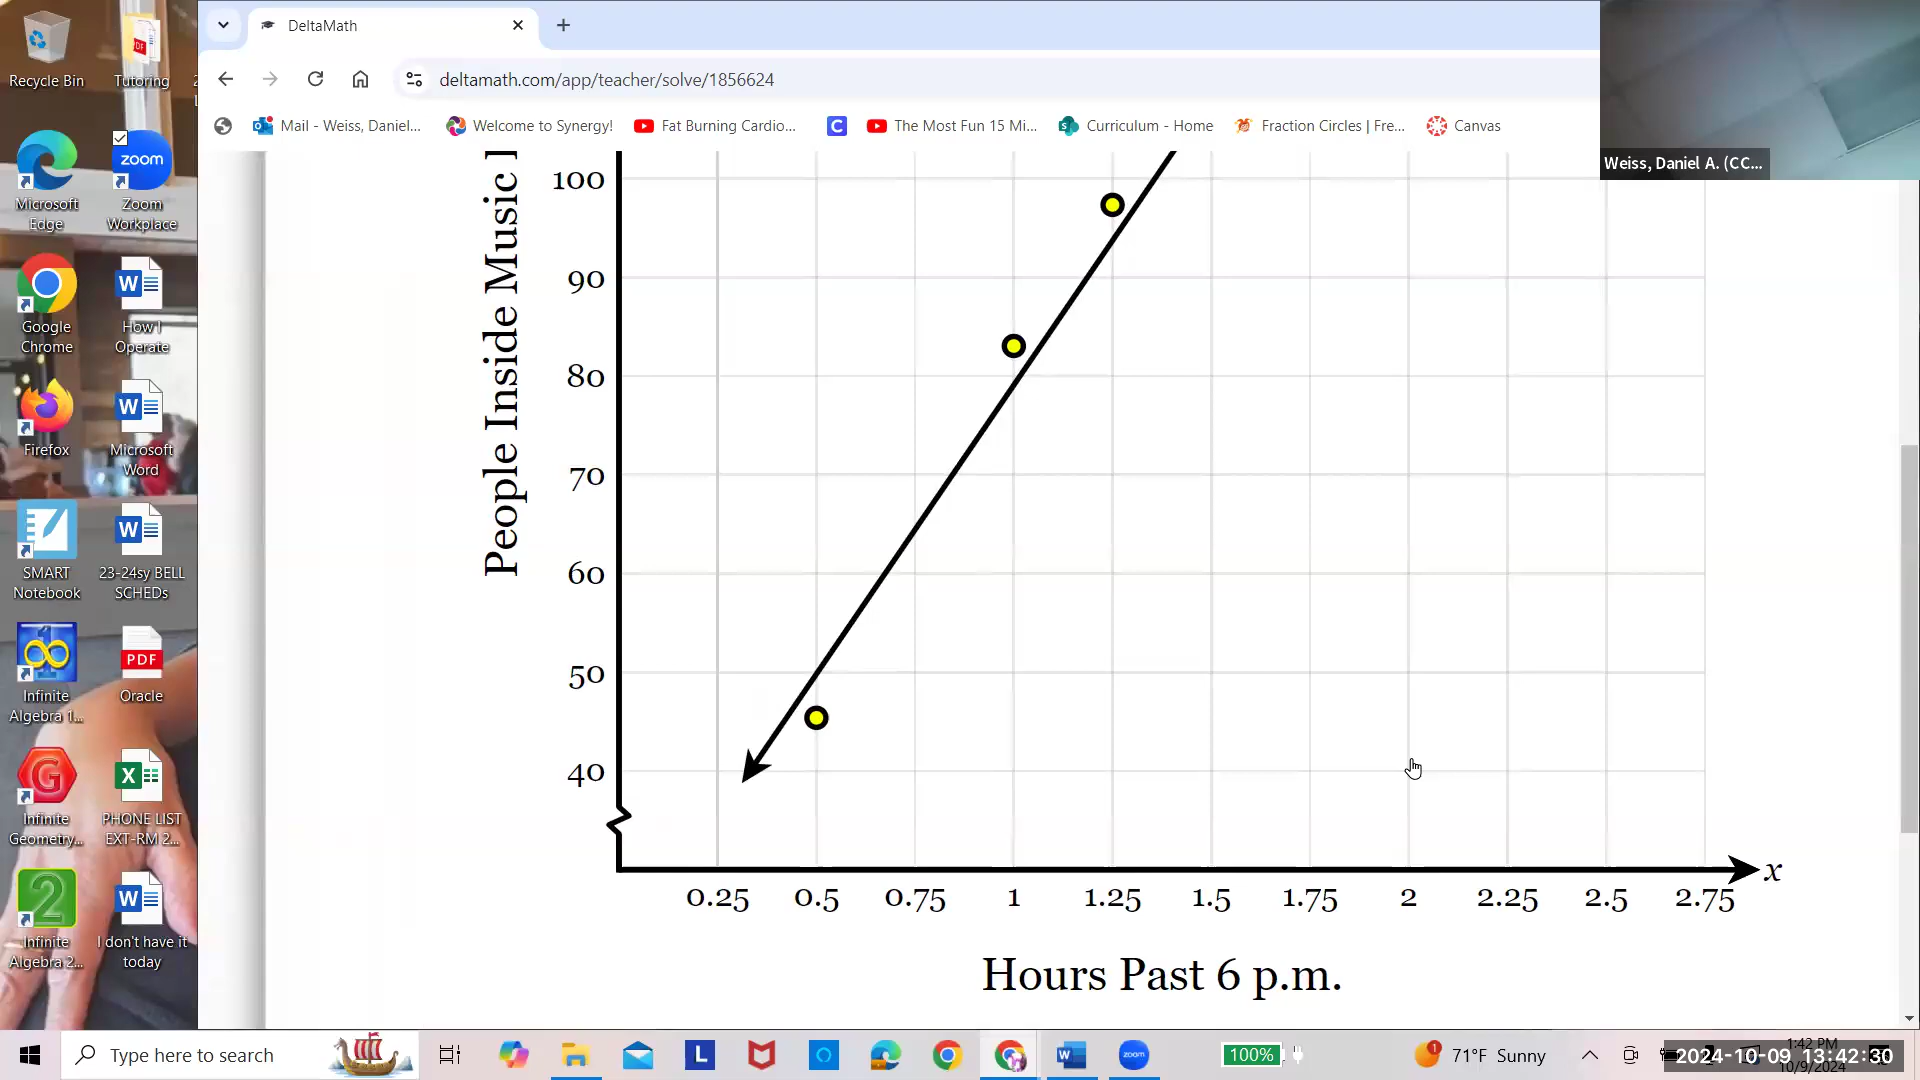 DeltaMath
deltamath.com/app/teacher/solve/1856624
Mail - Weiss, Daniel...
Welcome to Synergy!
Fat Burning Cardio...
The Most Fun 15 Mi...
Curriculum - Home
Fraction Circles | Fre...
Canvas
Weiss, Daniel A. (CC...
Recycle Bin
Tutoring
Microsoft
Edge
Zoom
Workplace
zoom
Google
Chrome
How I
Operate
Firefox
Microsoft
Word
SMART
Notebook
23-24sy BELL
SCHEDs
Infinite
Algebra 1...
PDF
Oracle
Infinite
Geometry...
PHONE LIST
EXT-RM 2...
Infinite
Algebra 2...
I don't have it
today
People Inside Music
100
90
80
70
60
50
40
x
0.25 0.5 0.75 1 1.25 1.5 1.75 2 2.25 2.5 2.75
Hours Past 6 p.m.
Type here to search
100%
71°F Sunny
1:42 PM
10/9/2024
2024-10-09 13:42:30